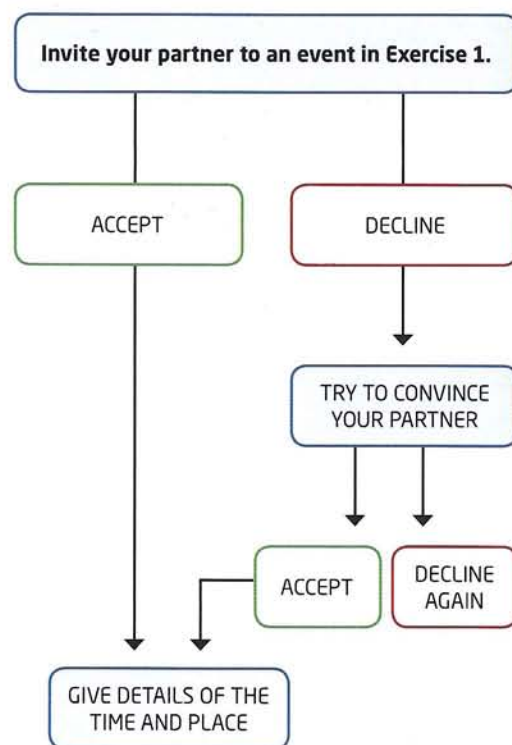 Invite your partner to an event in Exercise 1.
ACCEPT
DECLINE
TRY TO CONVINCE
YOUR PARTNER
ACCEPT
DECLINE
AGAIN
GIVE DETAILS OF THE
TIME AND PLACE